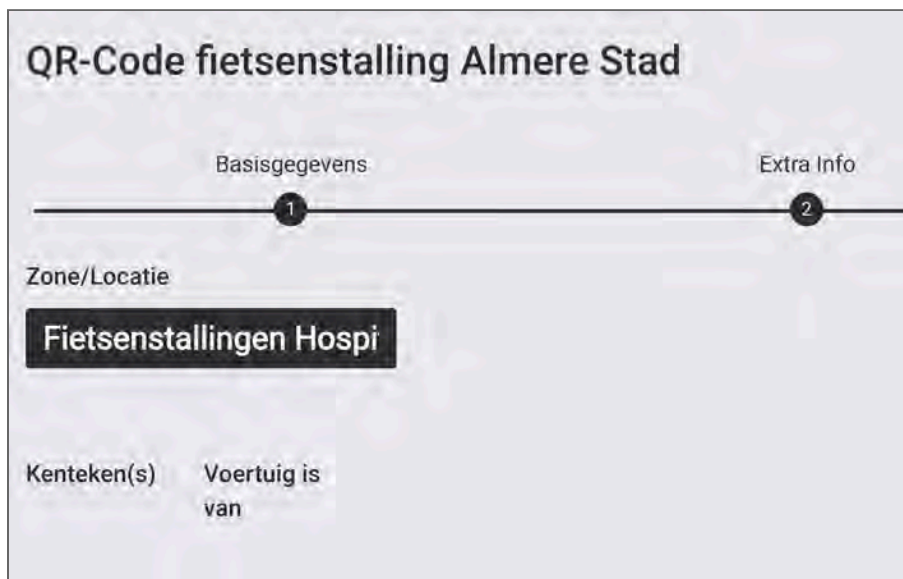 QR-Code fietsenstalling Almere Stad
Basisgegevens
Extra Info
1
2
Zone/Locatie
Fietsenstallingen Hospi
Kenteken(s)
Voertuig is
van